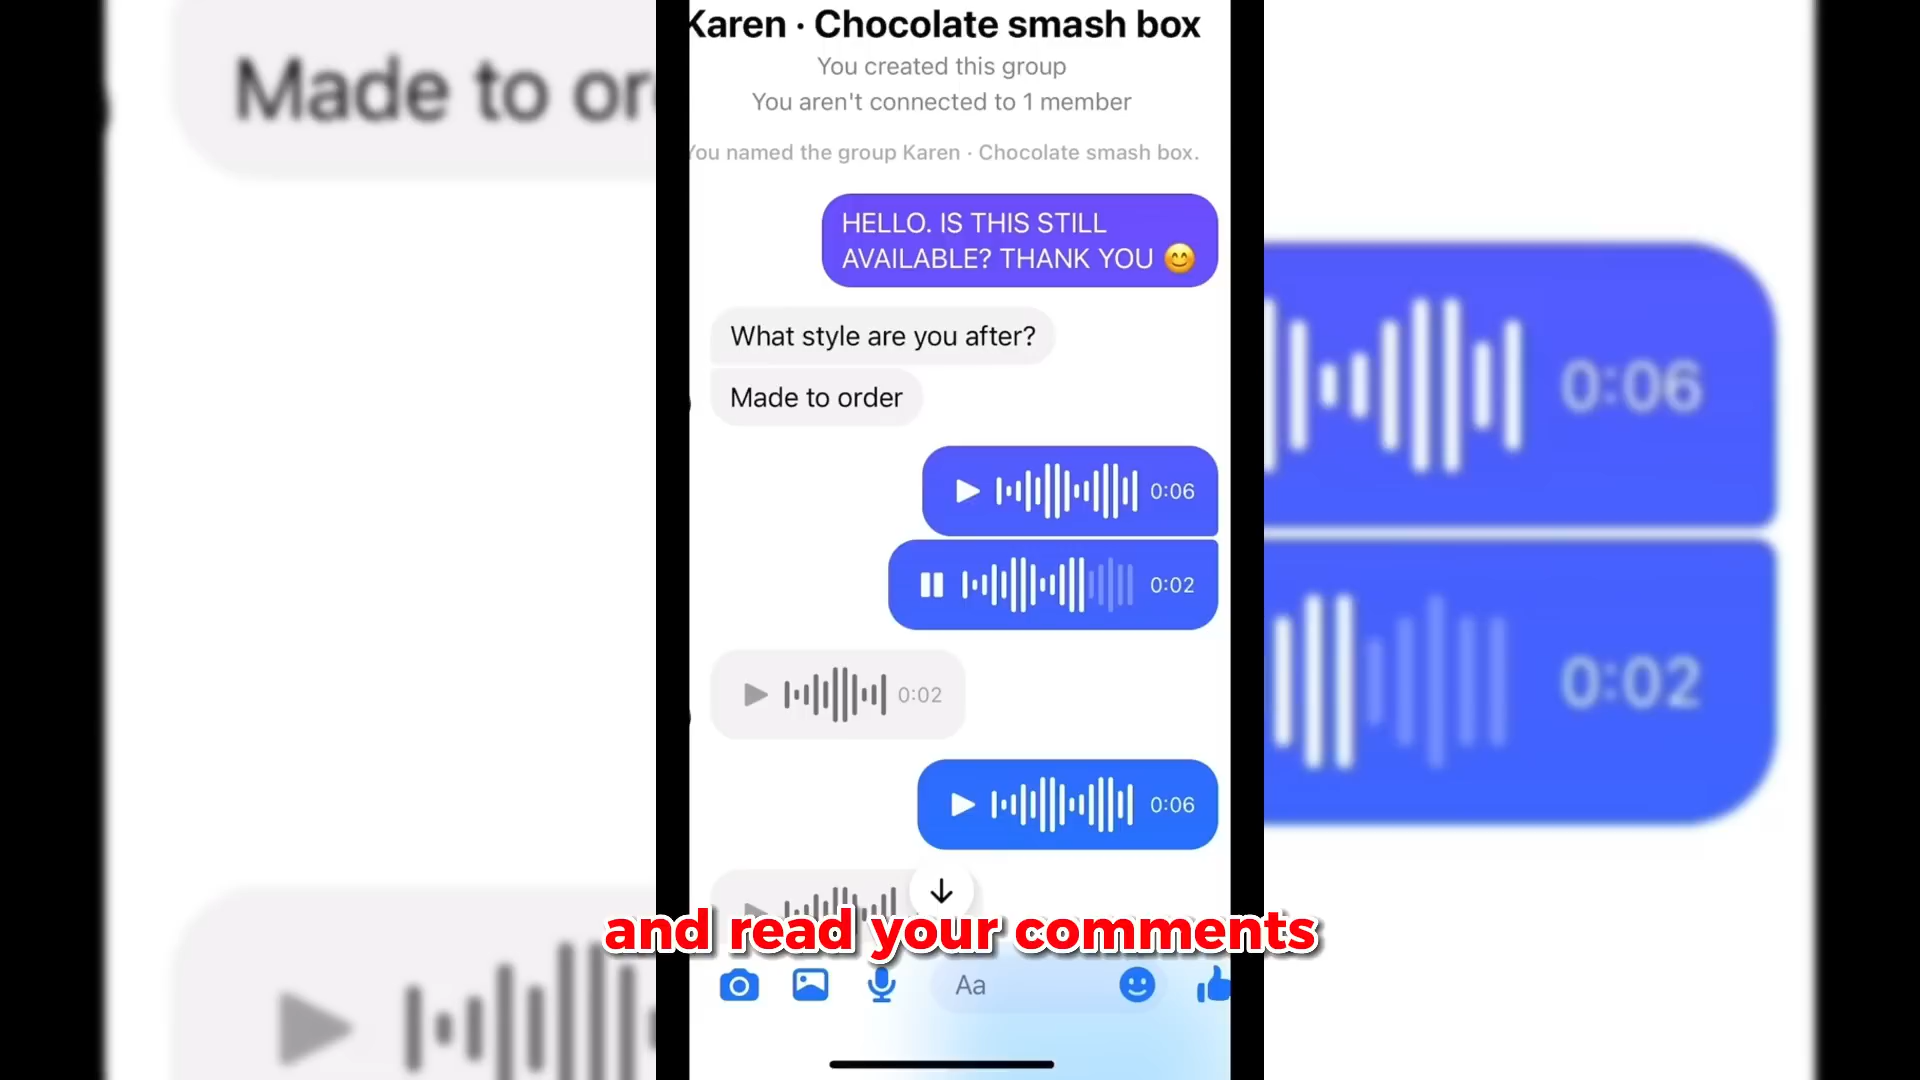 Karen · Chocolate smash box
You created this group
You aren't connected to 1 member
You named the group Karen · Chocolate smash box.
HELLO. IS THIS STILL
AVAILABLE? THANK YOU 😊
What style are you after?
Made to order
0:06
0:02
0:02
0:06
and read your comments
Aa
Made to or
0:06
0:02